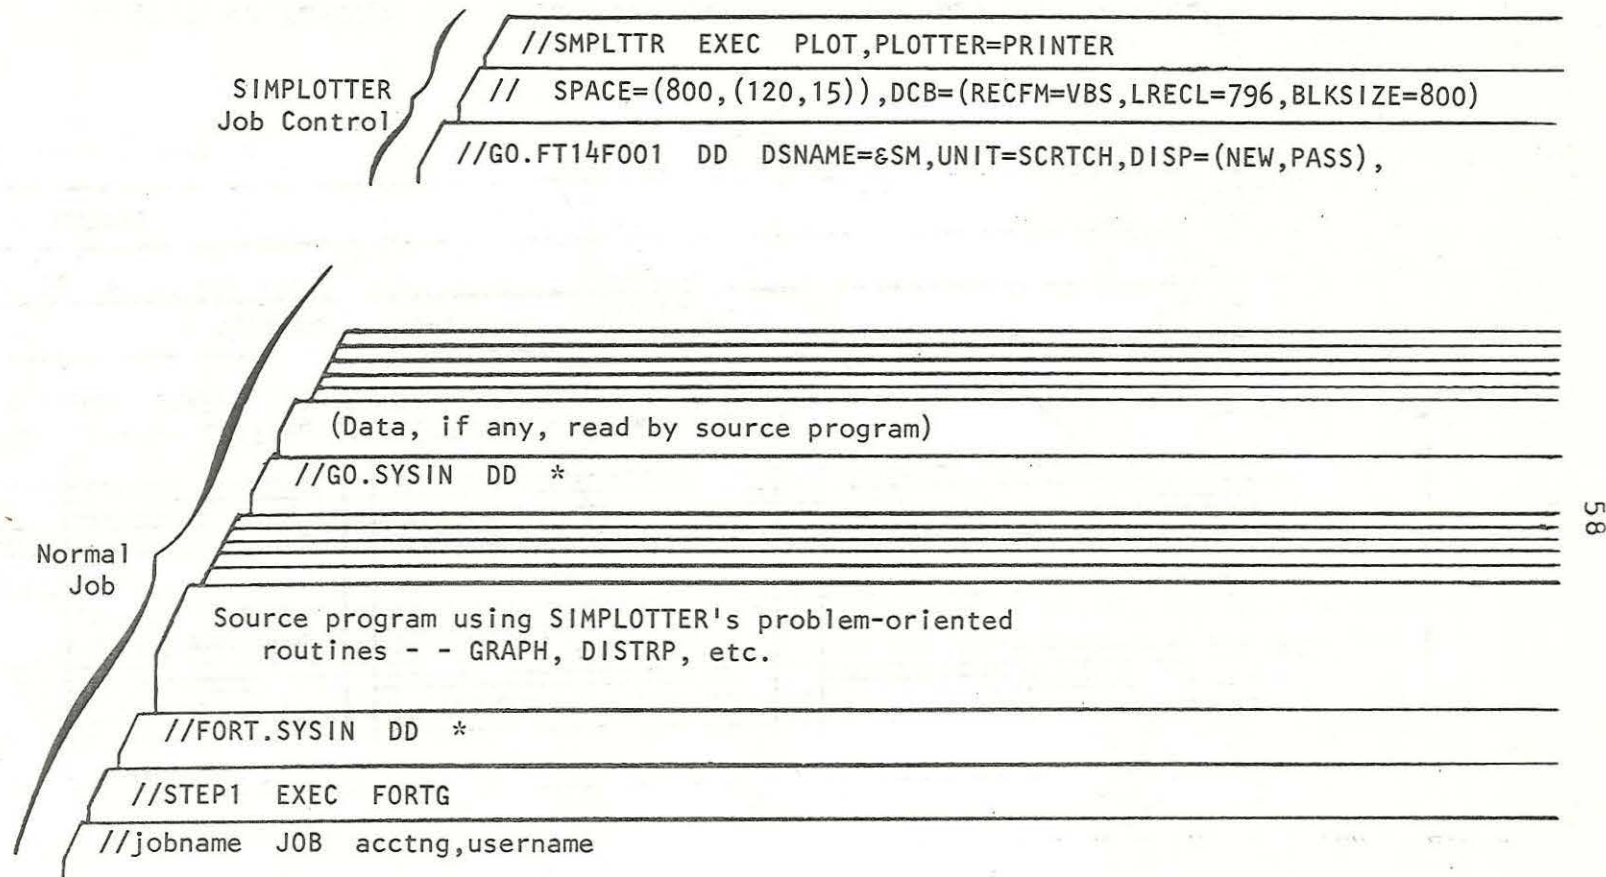 //SMPLTTR EXEC PLOT,PLOTTER=PRINTER
SIMPLOTTER
Job Control
// SPACE=(800,(120,15)),DCB=(RECFM=VBS,LRECL=796,BLKSIZE=800)
//GO.FT14F001 DD DSNAME=&SM,UNIT=SCRTCH,DISP=(NEW,PASS),
(Data, if any, read by source program)
//GO.SYSIN DD *
58
Normal
Job
Source program using SIMPLOTTER's problem-oriented
routines - - GRAPH, DISTRP, etc.
//FORT.SYSIN DD *
//STEP1 EXEC FORTG
//jobname JOB acctng,username